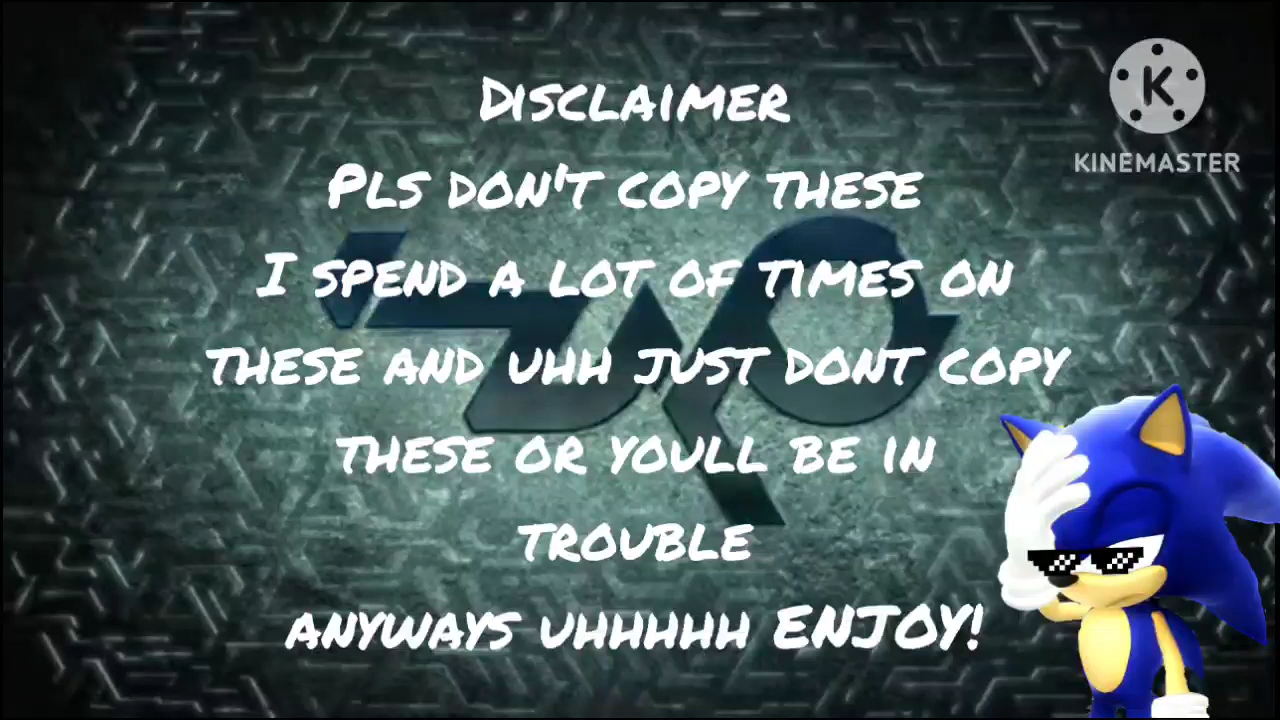 DISCLAIMER
PLS DON'T COPY THESE
I SPEND A LOT OF TIMES ON
THESE AND UHH JUST DONT COPY
THESE OR YOULL BE IN
TROUBLE
ANYWAYS UHHHHH ENJOY!
K
KINEMASTER